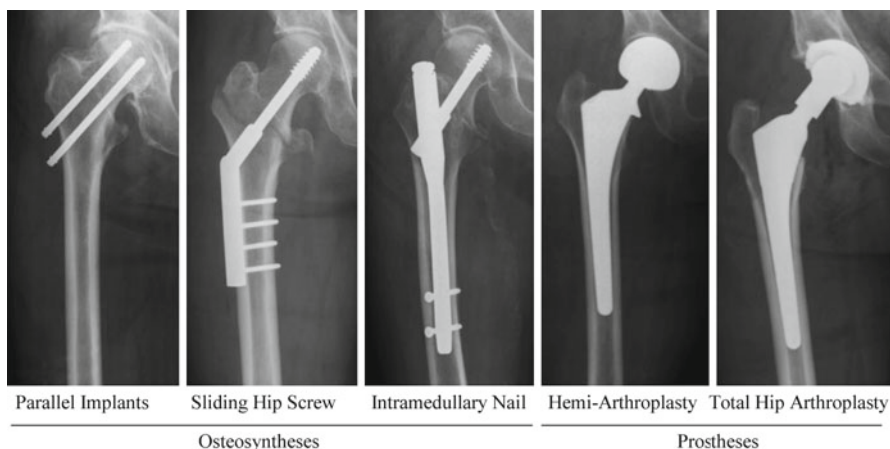 Parallel Implants
Sliding Hip Screw
Intramedullary Nail
Hemi-Arthroplasty
Total Hip Arthroplasty
Osteosyntheses
Prostheses